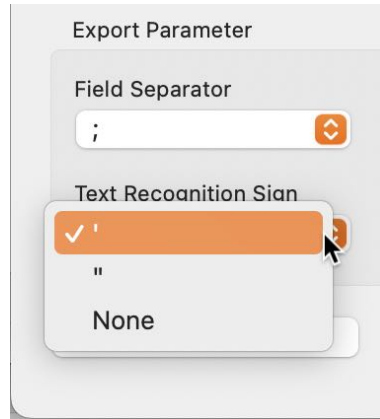 Export Parameter
Field Separator
;
Text Recognition Sign
✓ '
"
None